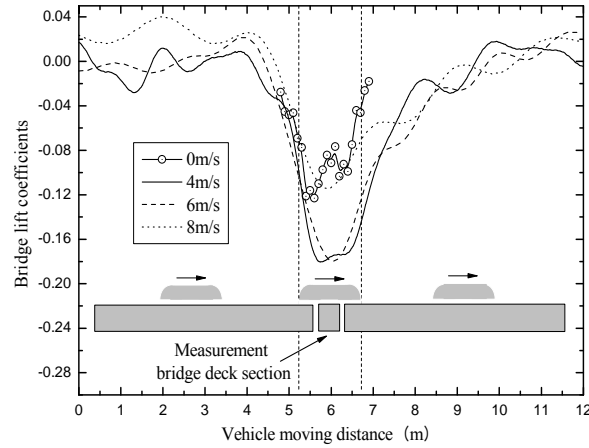 0.04
0.00
-0.04
-0.08
-0.12
-0.16
-0.20
-0.24
-0.28
Bridge lift coefficients
0m/s
4m/s
6m/s
8m/s
Measurement
bridge deck section
0 1 2 3 4 5 6 7 8 9 10 11 12
Vehicle moving distance (m)